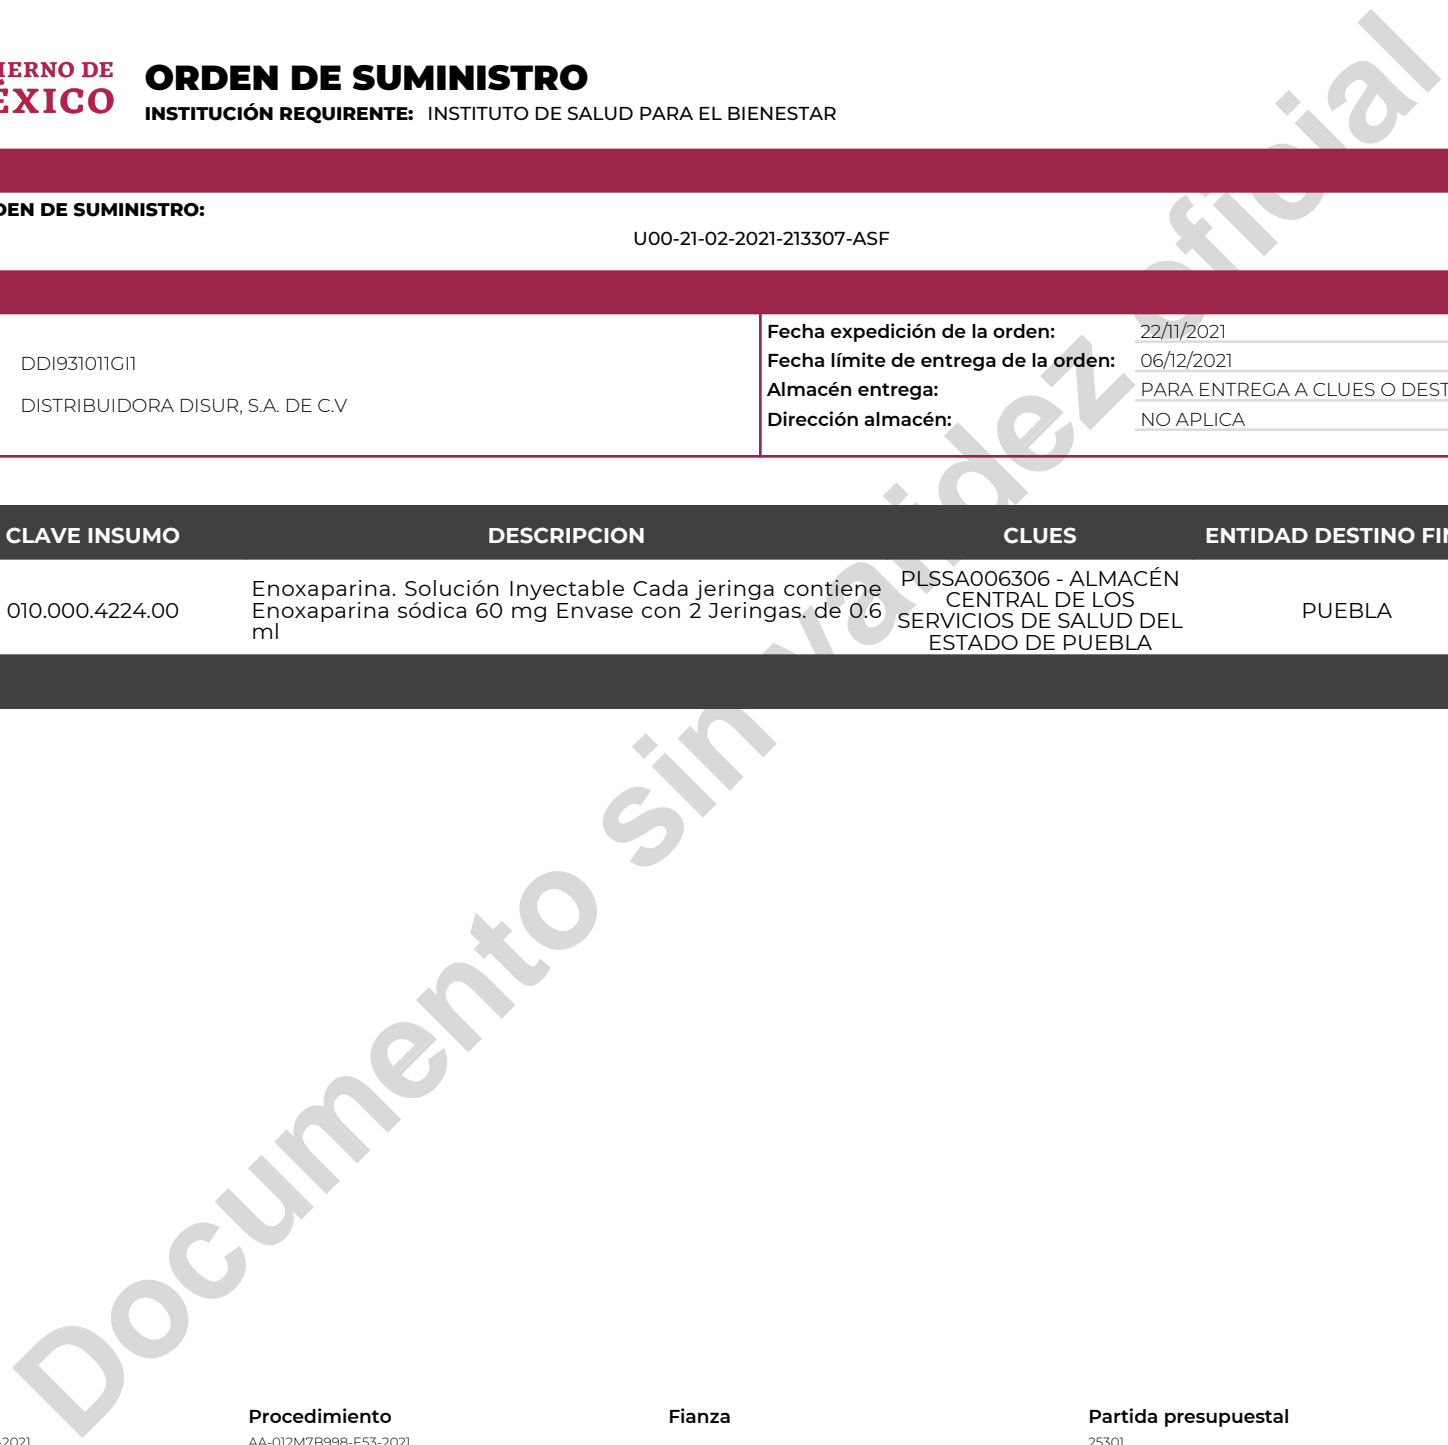 IERNO DE
ÉXICO
ORDEN DE SUMINISTRO
INSTITUCIÓN REQUIRENTE: INSTITUTO DE SALUD PARA EL BIENESTAR
DEN DE SUMINISTRO:
U00-21-02-2021-213307-ASF
DDI931011GI1
DISTRIBUIDORA DISUR, S.A. DE C.V
Fecha expedición de la orden: 22/11/2021
Fecha límite de entrega de la orden: 06/12/2021
Almacén entrega: PARA ENTREGA A CLUES O DEST
Dirección almacén: NO APLICA
CLAVE INSUMO DESCRIPCION CLUES ENTIDAD DESTINO FIN
010.000.4224.00
Enoxaparina. Solución Inyectable Cada jeringa contiene
Enoxaparina sódica 60 mg Envase con 2 Jeringas. de 0.6
ml
PLSSA006306 - ALMACÉN
CENTRAL DE LOS
SERVICIOS DE SALUD DEL
ESTADO DE PUEBLA
PUEBLA
Documento sin validez oficial
Procedimiento Fianza Partida presupuestal
-2021 AA-012M7B998-E53-2021 25301